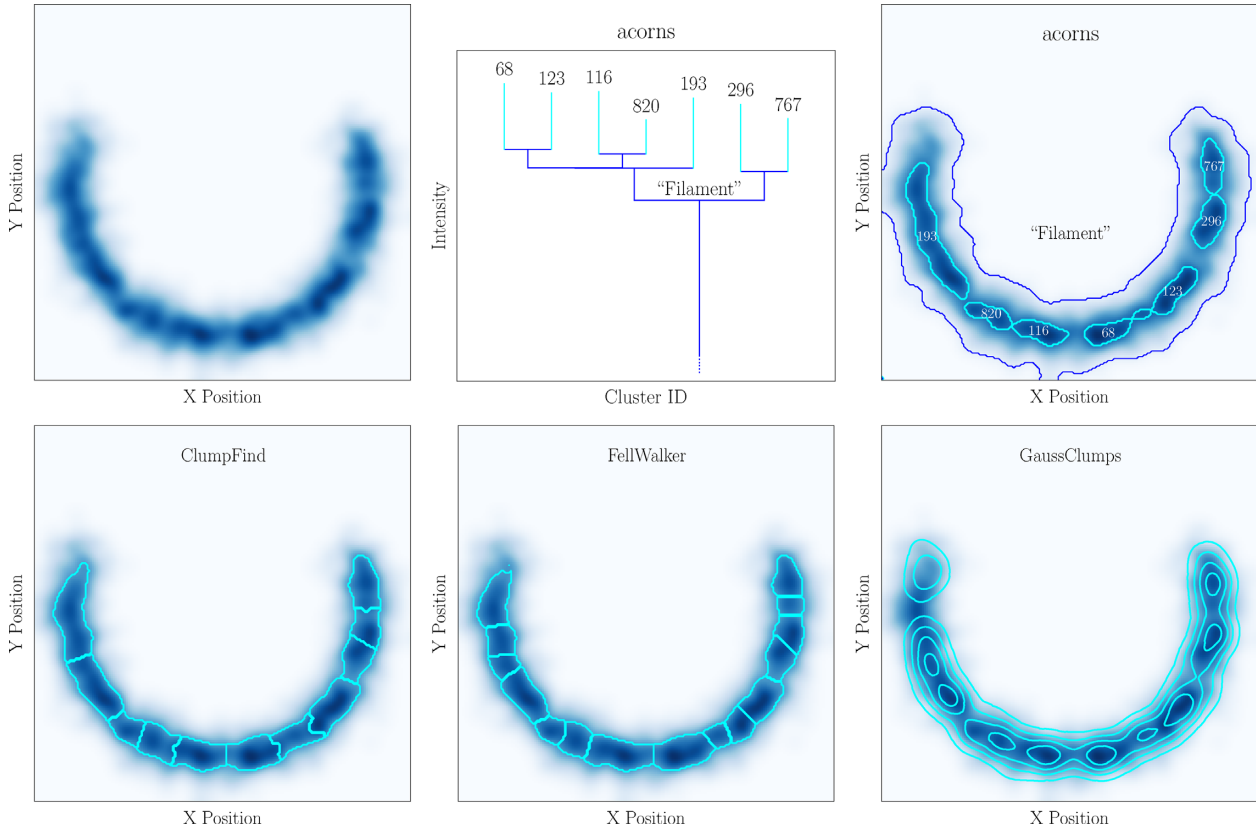 Y Position
X Position
acorns
68
123
116
820
193
296
767
“Filament”
Intensity
Cluster ID
acorns
767
296
“Filament”
193
123
820
116
68
Y Position
X Position
ClumpFind
Y Position
X Position
FellWalker
Y Position
X Position
GaussClumps
Y Position
X Position